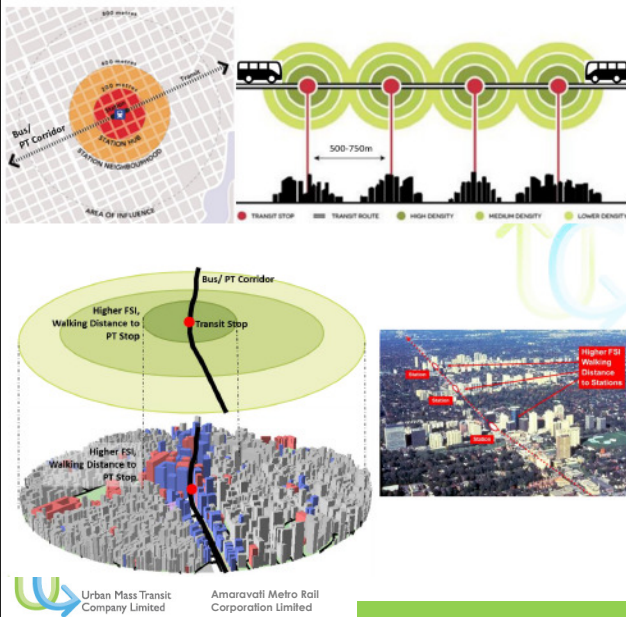 800 metres
400 metres
200 metres
Transit
Bus/
PT Corridor
STATION HUB
STATION NEIGHBOURHOOD
AREA OF INFLUENCE
500-750m
TRANSIT STOP
TRANSIT ROUTE
HIGH DENSITY
MEDIUM DENSITY
LOWER DENSITY
Bus/ PT Corridor
Higher FSI,
Walking Distance to
PT Stop
Transit Stop
Higher FSI,
Walking Distance to
PT Stop
Higher FSI
Walking
Distance
to Stations
Station
Station
Station
Urban Mass Transit
Company Limited
Amaravati Metro Rail
Corporation Limited